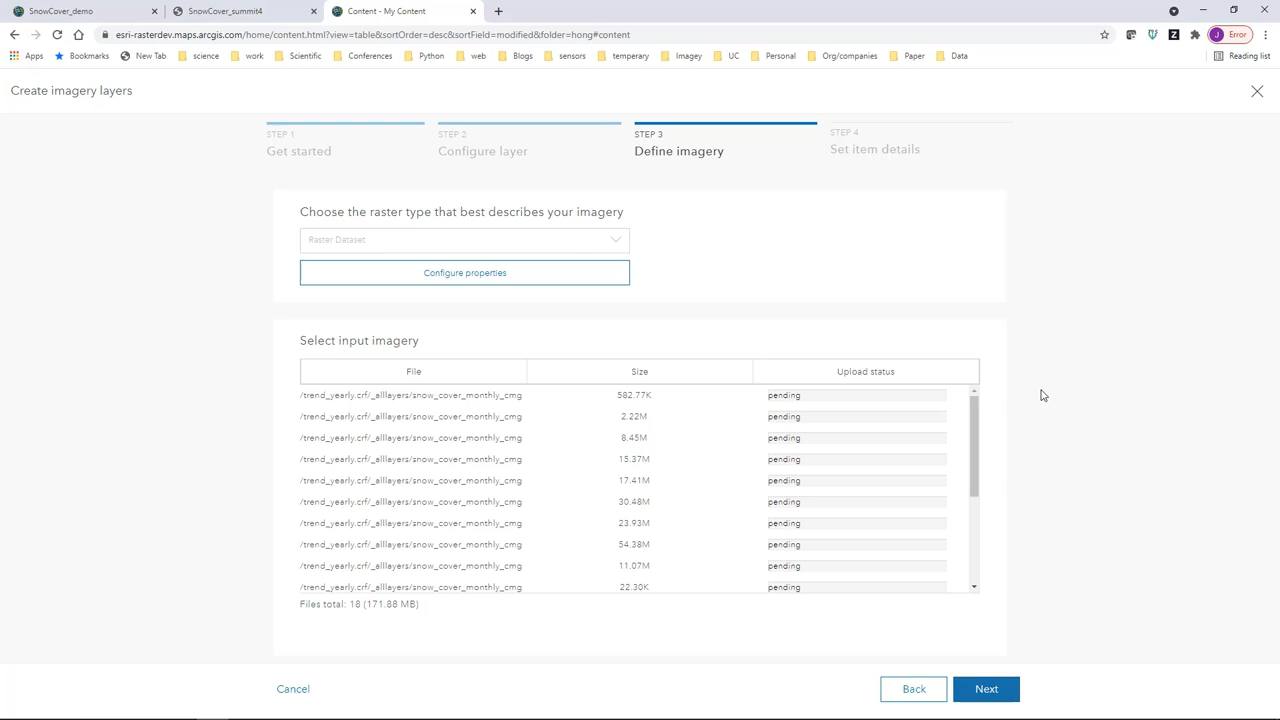 SnowCover_demo
SnowCover_summit4
Content - My Content
esri-rasterdev.maps.arcgis.com/home/content.html?view=table&sortOrder=desc&sortField=modified&folder=hong#content
J Error
Apps Bookmarks New Tab science work Scientific Conferences Python web Blogs sensors temperary Imagey UC Personal Org/companies Paper Data Reading list
Create imagery layers
STEP 1
Get started
STEP 2
Configure layer
STEP 3
Define imagery
STEP 4
Set item details
Choose the raster type that best describes your imagery
Raster Dataset
Configure properties
Select input imagery
File Size Upload status
/trend_yearly.crf/_alllayers/snow_cover_monthly_cmg 582.77K pending
/trend_yearly.crf/_alllayers/snow_cover_monthly_cmg 2.22M pending
/trend_yearly.crf/_alllayers/snow_cover_monthly_cmg 8.45M pending
/trend_yearly.crf/_alllayers/snow_cover_monthly_cmg 15.37M pending
/trend_yearly.crf/_alllayers/snow_cover_monthly_cmg 17.41M pending
/trend_yearly.crf/_alllayers/snow_cover_monthly_cmg 30.48M pending
/trend_yearly.crf/_alllayers/snow_cover_monthly_cmg 23.93M pending
/trend_yearly.crf/_alllayers/snow_cover_monthly_cmg 54.38M pending
/trend_yearly.crf/_alllayers/snow_cover_monthly_cmg 11.07M pending
/trend_yearly.crf/_alllayers/snow_cover_monthly_cmg 22.30K pending
Files total: 18 (171.88 MB)
Cancel
Back
Next